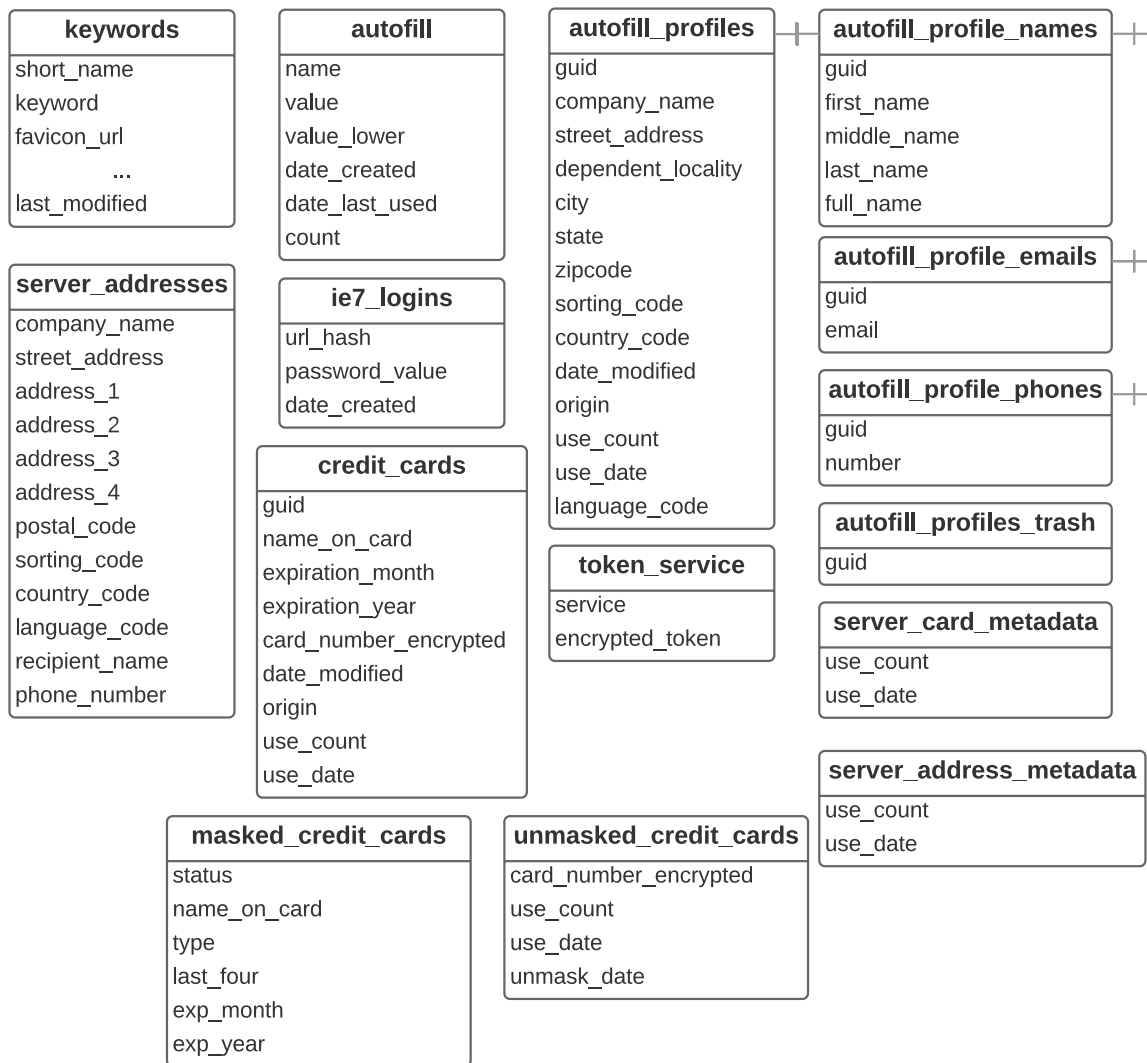 keywords
short_name
keyword
favicon_url
...
last_modified
server_addresses
company_name
street_address
address_1
address_2
address_3
address_4
postal_code
sorting_code
country_code
language_code
recipient_name
phone_number
autofill
name
value
value_lower
date_created
date_last_used
count
ie7_logins
url_hash
password_value
date_created
credit_cards
guid
name_on_card
expiration_month
expiration_year
card_number_encrypted
date_modified
origin
use_count
use_date
autofill_profiles
guid
company_name
street_address
dependent_locality
city
state
zipcode
sorting_code
country_code
date_modified
origin
use_count
use_date
language_code
token_service
service
encrypted_token
autofill_profile_names
guid
first_name
middle_name
last_name
full_name
autofill_profile_emails
guid
email
autofill_profile_phones
guid
number
autofill_profiles_trash
guid
server_card_metadata
use_count
use_date
server_address_metadata
use_count
use_date
masked_credit_cards
status
name_on_card
type
last_four
exp_month
exp_year
unmasked_credit_cards
card_number_encrypted
use_count
use_date
unmask_date